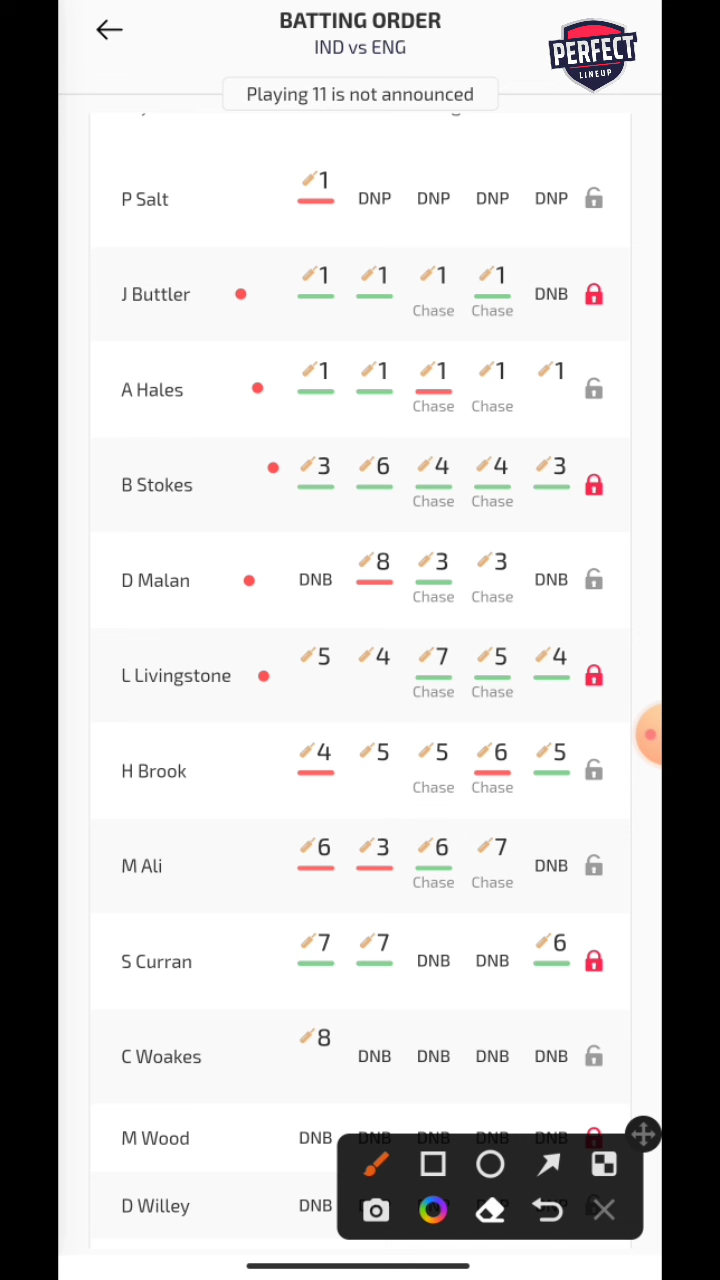 BATTING ORDER
IND vs ENG
PERFECT
LINEUP
Playing 11 is not announced
P Salt 1 DNP DNP DNP DNP
J Buttler 1 1 1 1 DNB
Chase Chase
A Hales 1 1 1 1 1
Chase Chase
B Stokes 3 6 4 4 3
Chase Chase
D Malan DNB 8 3 3 DNB
Chase Chase
L Livingstone 5 4 7 5 4
Chase Chase
H Brook 4 5 5 6 5
Chase Chase
M Ali 6 3 6 7 DNB
Chase Chase
S Curran 7 7 DNB DNB 6
C Woakes 8 DNB DNB DNB DNB
M Wood DNB DNB DNB DNB DNB
D Willey DNB